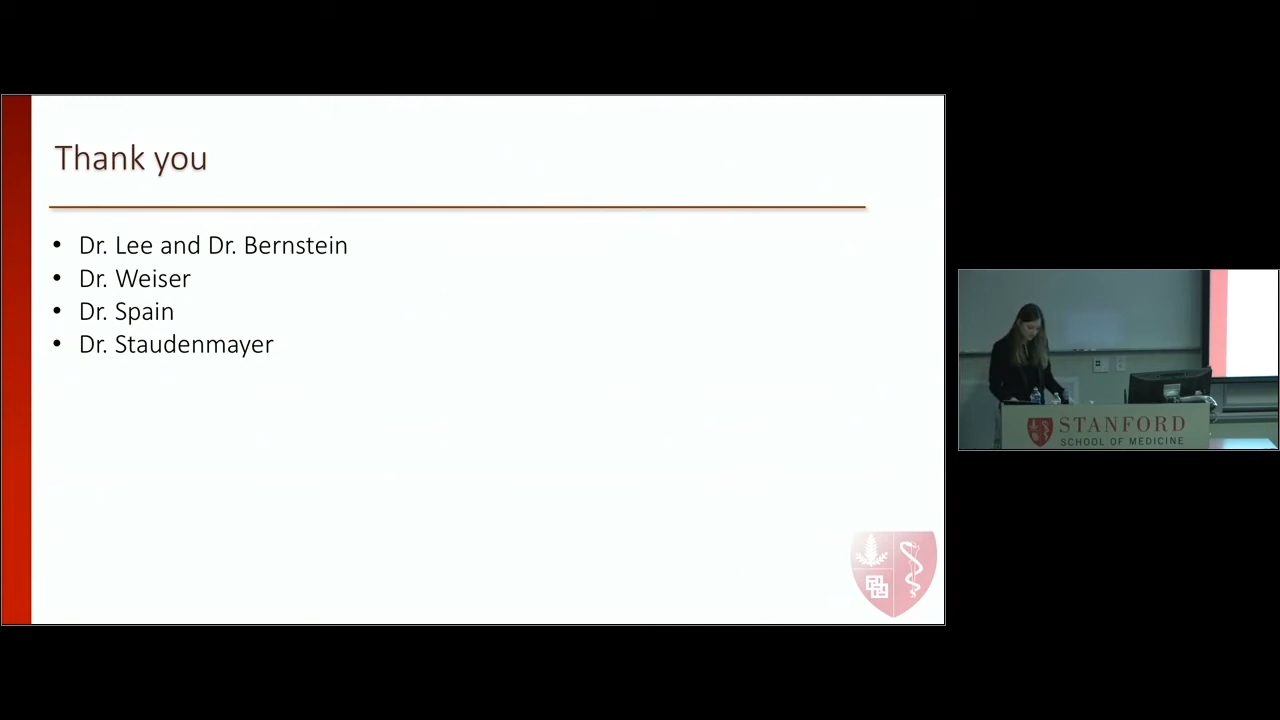 Thank you
• Dr. Lee and Dr. Bernstein
• Dr. Weiser
• Dr. Spain
• Dr. Staudenmayer
STANFORD
SCHOOL OF MEDICINE